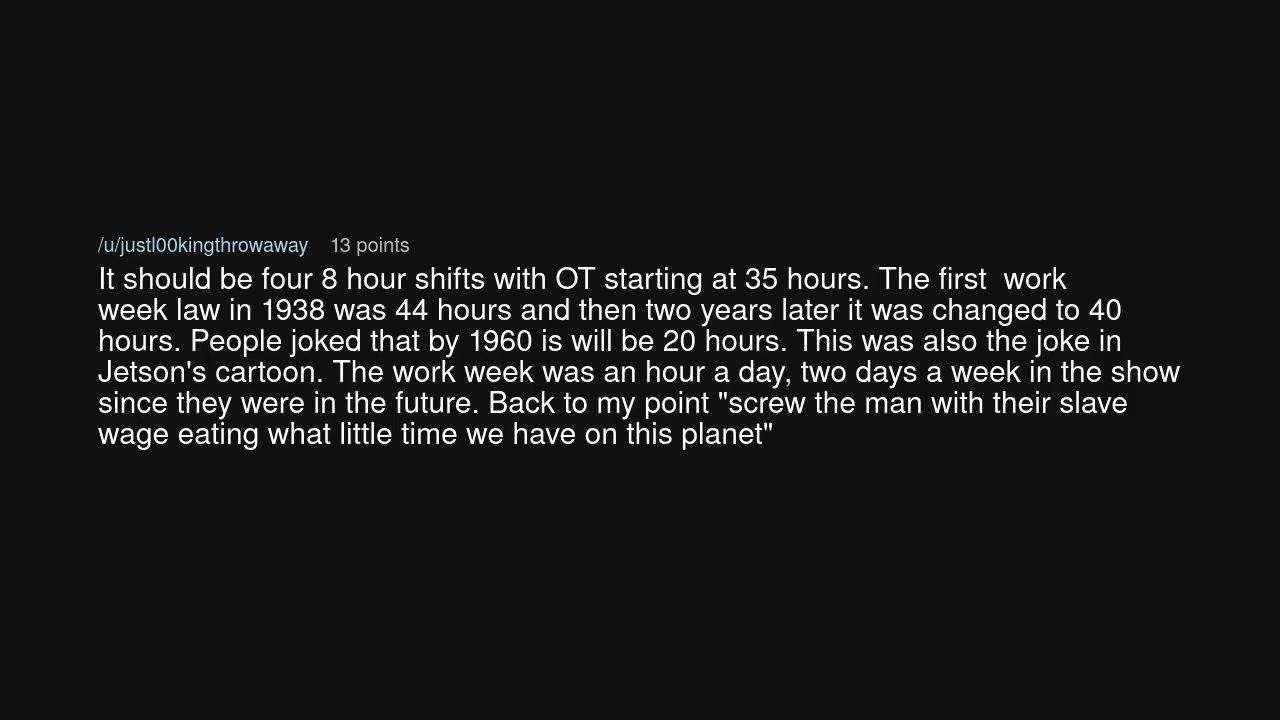 /u/justl00kingthrowaway 13 points
It should be four 8 hour shifts with OT starting at 35 hours. The first  work
week law in 1938 was 44 hours and then two years later it was changed to 40
hours. People joked that by 1960 is will be 20 hours. This was also the joke in
Jetson's cartoon. The work week was an hour a day, two days a week in the show
since they were in the future. Back to my point "screw the man with their slave
wage eating what little time we have on this planet"